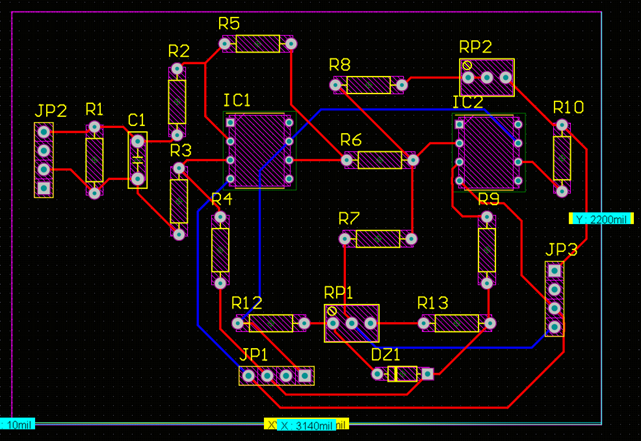 R5
R2
R8
RP2
JP2
R1
C1
IC1
IC2
R10
R3
R6
R4
R9
R7
Y : 2200mil
JP3
R12
RP1
R13
JP1
DZ1
: 10mil
X : 3140mil